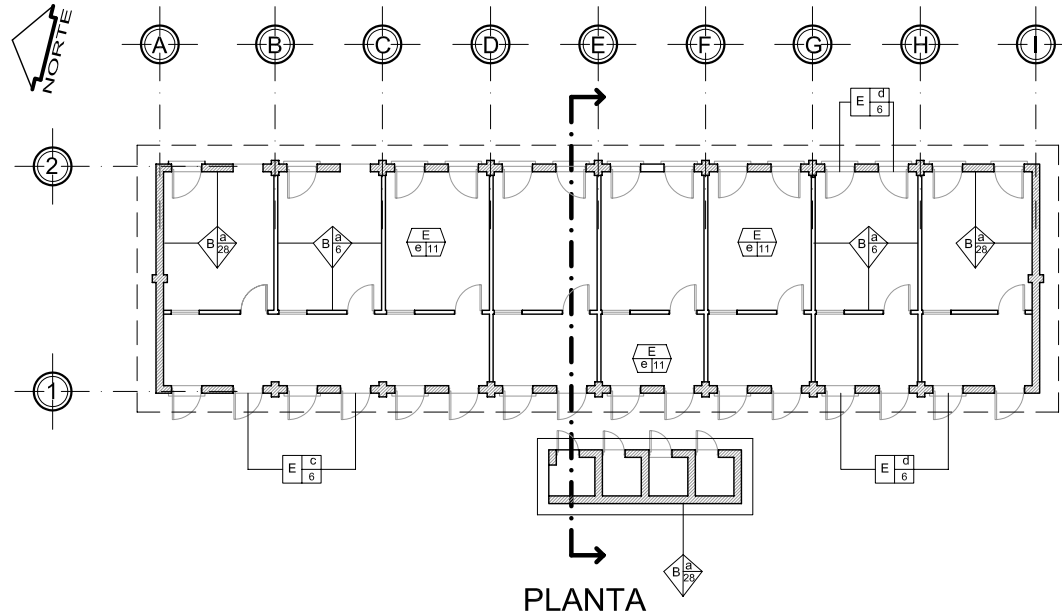 NORTE
A B C D E F G H I
E d 6
2
B a 28
B a 6
E e 11
E e 11
B a 6
B a 28
E e 11
1
E c 6
E d 6
B a 28
PLANTA